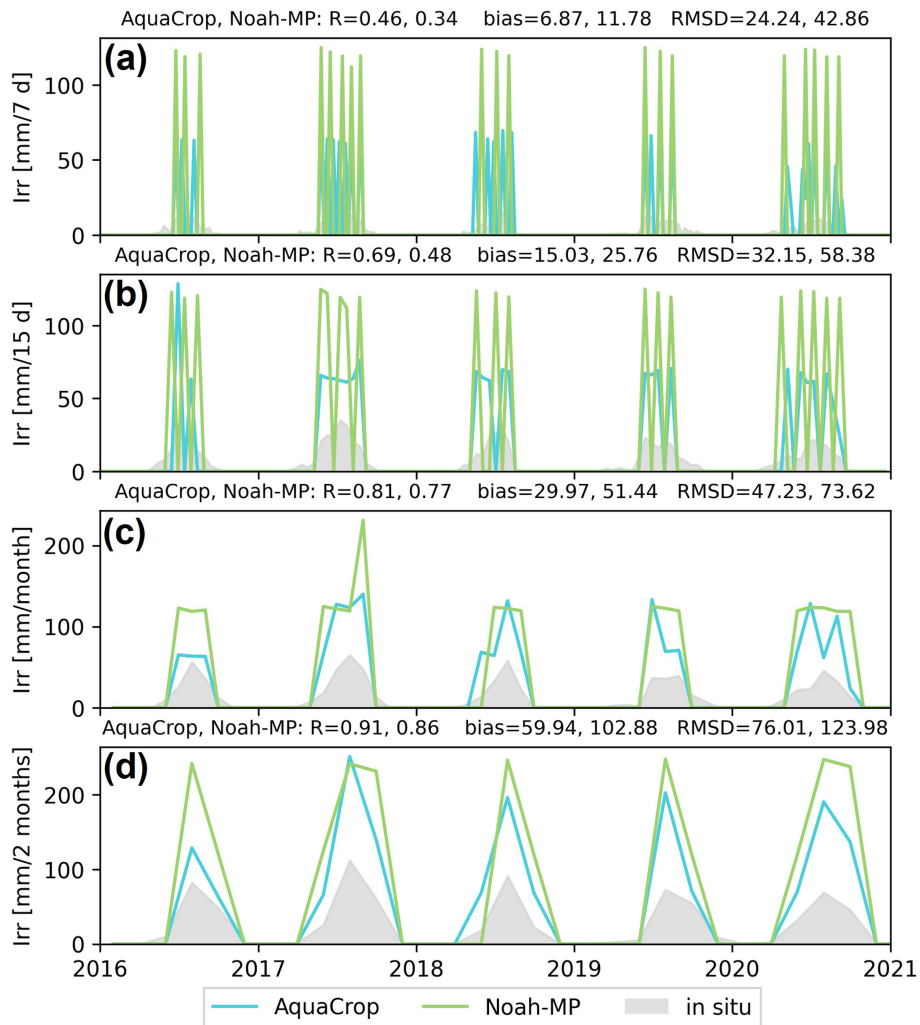 AquaCrop, Noah-MP: R=0.46, 0.34 bias=6.87, 11.78 RMSD=24.24, 42.86
(a)
Irr [mm/7 d]
100
50
0
AquaCrop, Noah-MP: R=0.69, 0.48 bias=15.03, 25.76 RMSD=32.15, 58.38
(b)
Irr [mm/15 d]
100
50
0
AquaCrop, Noah-MP: R=0.81, 0.77 bias=29.97, 51.44 RMSD=47.23, 73.62
(c)
Irr [mm/month]
200
100
0
AquaCrop, Noah-MP: R=0.91, 0.86 bias=59.94, 102.88 RMSD=76.01, 123.98
(d)
Irr [mm/2 months]
200
100
0
2016 2017 2018 2019 2020 2021
AquaCrop Noah-MP in situ